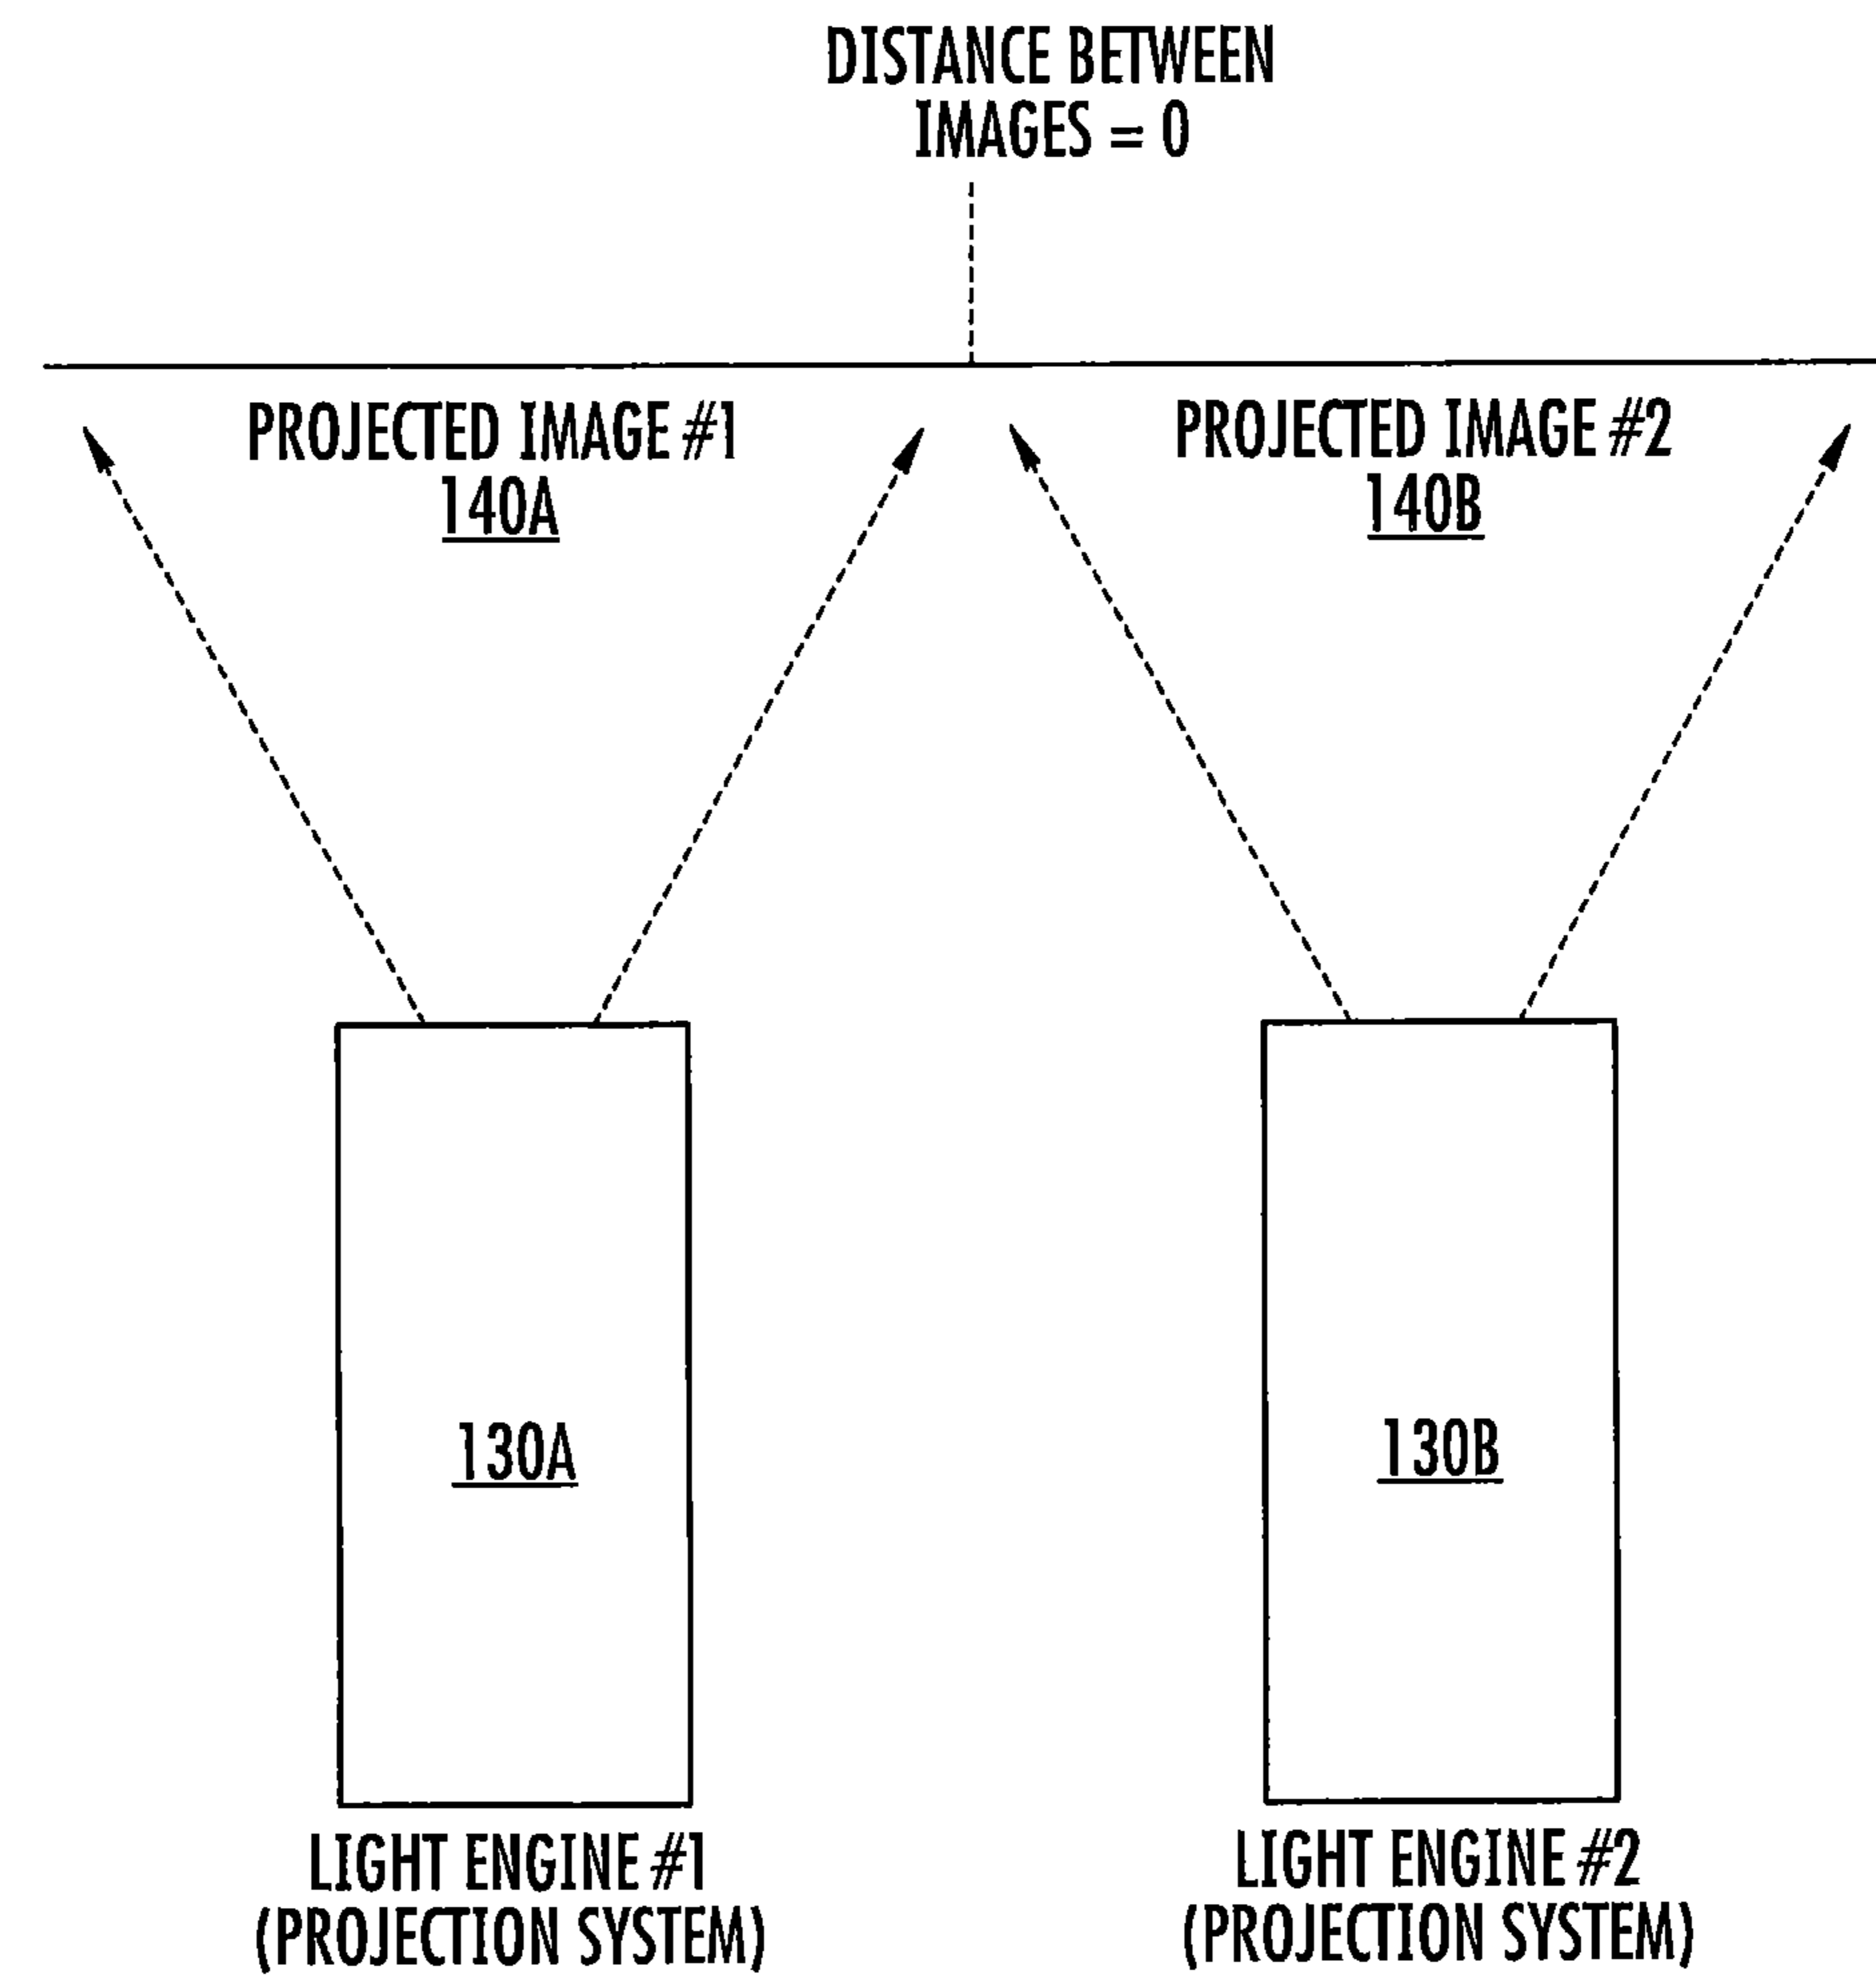 DISTANCE BETWEEN
IMAGES = 0
PROJECTED IMAGE #1
140A
PROJECTED IMAGE #2
140B
130A
130B
LIGHT ENGINE #1
(PROJECTION SYSTEM)
LIGHT ENGINE #2
(PROJECTION SYSTEM)